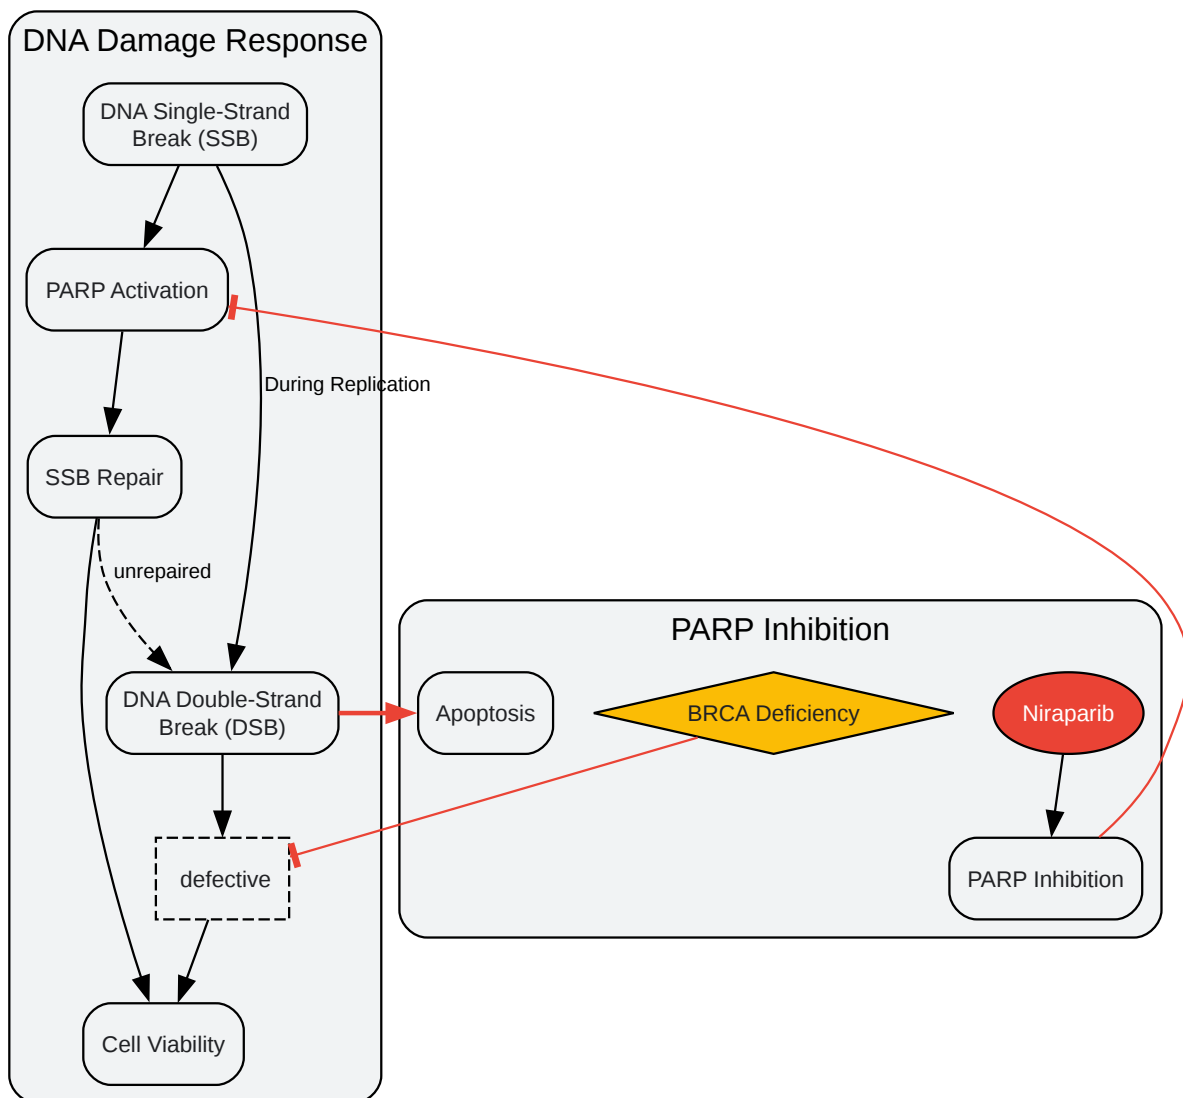 DNA Damage Response
DNA Single-Strand
Break (SSB)
PARP Activation
During Replication
SSB Repair
unrepaired
DNA Double-Strand
Break (DSB)
defective
Cell Viability
PARP Inhibition
Apoptosis
BRCA Deficiency
Niraparib
PARP Inhibition